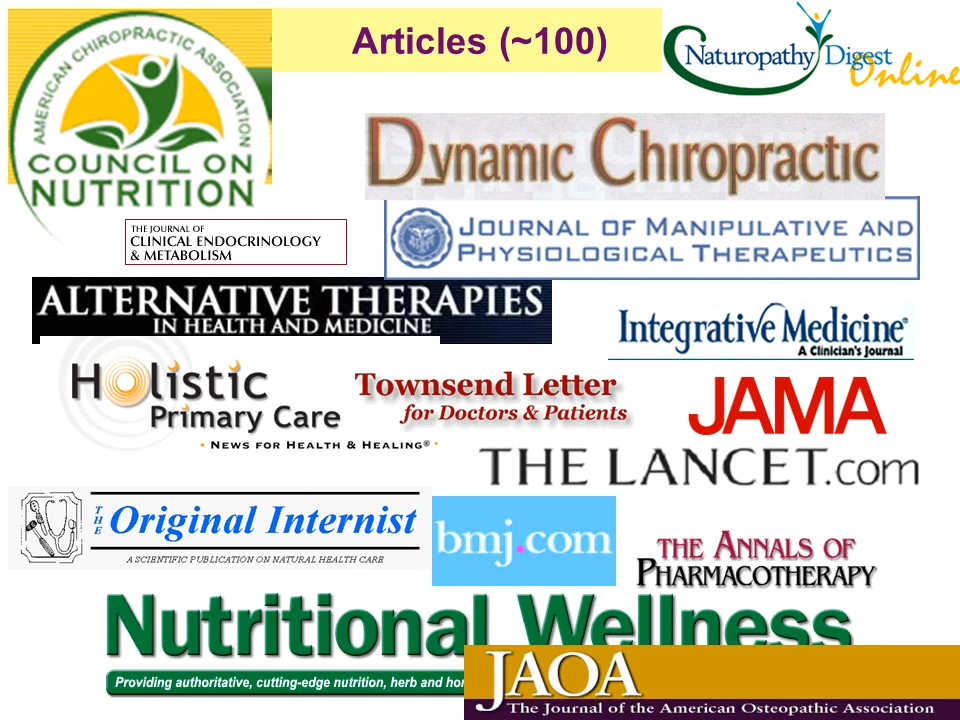 Articles (~100)
AMERICAN CHIROPRACTIC ASSOCIATION
COUNCIL ON
NUTRITION
Naturopathy Digest
Online
Dynamic Chiropractic
THE JOURNAL OF
CLINICAL ENDOCRINOLOGY
& METABOLISM
JOURNAL OF MANIPULATIVE AND
PHYSIOLOGICAL THERAPEUTICS
ALTERNATIVE THERAPIES
IN HEALTH AND MEDICINE
Integrative Medicine®
A Clinician's Journal
Holistic
Primary Care
• NEWS FOR HEALTH & HEALING® •
Townsend Letter
for Doctors & Patients
JAMA
THE LANCET.com
THE
Original Internist
A SCIENTIFIC PUBLICATION ON NATURAL HEALTH CARE
bmj.com
THE ANNALS OF
PHARMACOTHERAPY
Nutritional Wellness
Providing authoritative, cutting-edge nutrition, herb and
JAOA
The Journal of the American Osteopathic Association